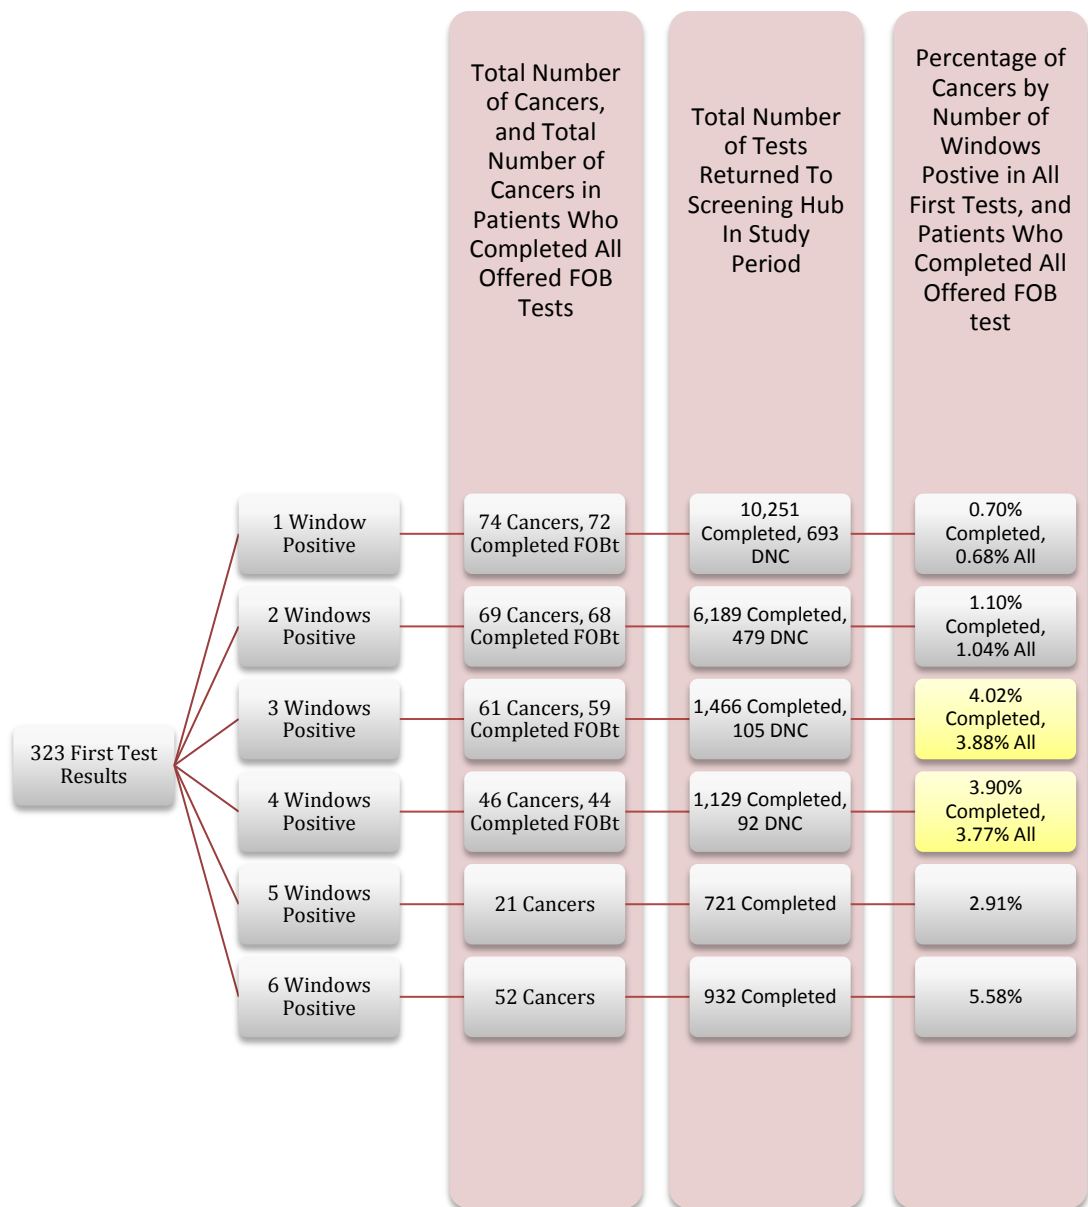 Total Number
of Cancers,
and Total
Number of
Cancers in
Patients Who
Completed All
Offered FOB
Tests
Total Number
of Tests
Returned To
Screening Hub
In Study
Period
Percentage of
Cancers by
Number of
Windows
Postive in All
First Tests, and
Patients Who
Completed All
Offered FOB
test
323 First Test
Results
1 Window
Positive
74 Cancers, 72
Completed FOBt
10,251
Completed, 693
DNC
0.70%
Completed,
0.68% All
2 Windows
Positive
69 Cancers, 68
Completed FOBt
6,189 Completed,
479 DNC
1.10%
Completed,
1.04% All
3 Windows
Positive
61 Cancers, 59
Completed FOBt
1,466 Completed,
105 DNC
4.02%
Completed,
3.88% All
4 Windows
Positive
46 Cancers, 44
Completed FOBt
1,129 Completed,
92 DNC
3.90%
Completed,
3.77% All
5 Windows
Positive
21 Cancers
721 Completed
2.91%
6 Windows
Positive
52 Cancers
932 Completed
5.58%